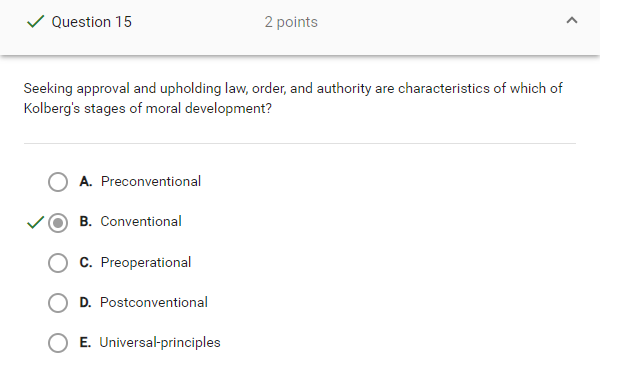 Question 15 2 points
Seeking approval and upholding law, order, and authority are characteristics of which of
Kolberg's stages of moral development?
A. Preconventional
B. Conventional
C. Preoperational
D. Postconventional
E. Universal-principles